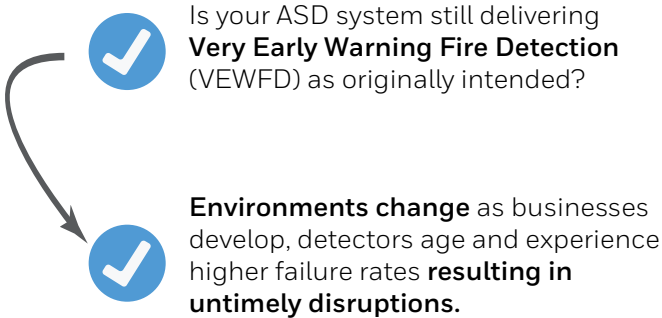 Is your ASD system still delivering
Very Early Warning Fire Detection
(VEWFD) as originally intended?
Environments change as businesses
develop, detectors age and experience
higher failure rates resulting in
untimely disruptions.